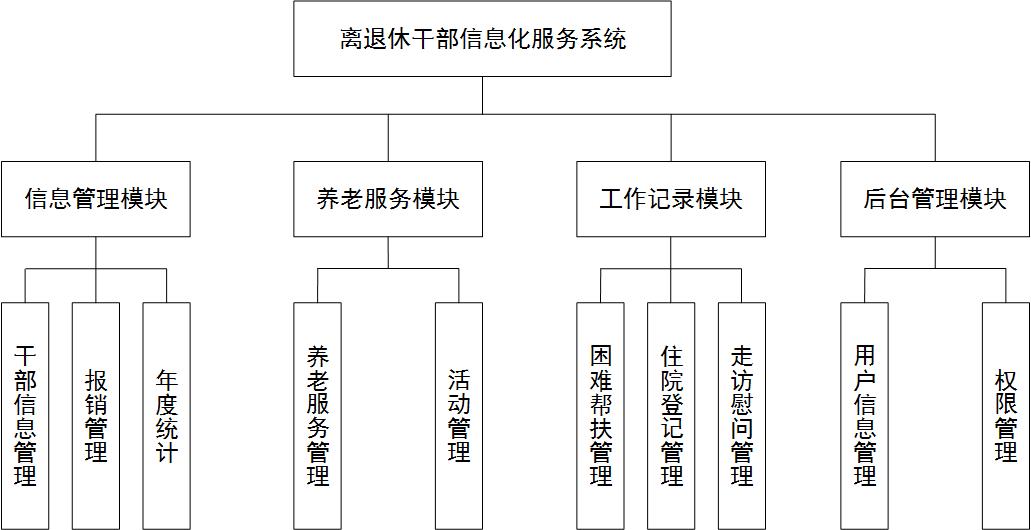 离退休干部信息化服务系统
信息管理模块
养老服务模块
工作记录模块
后台管理模块
干部信息管理
报销管理
年度统计
养老服务管理
活动管理
困难帮扶管理
住院登记管理
走访慰问管理
用户信息管理
权限管理